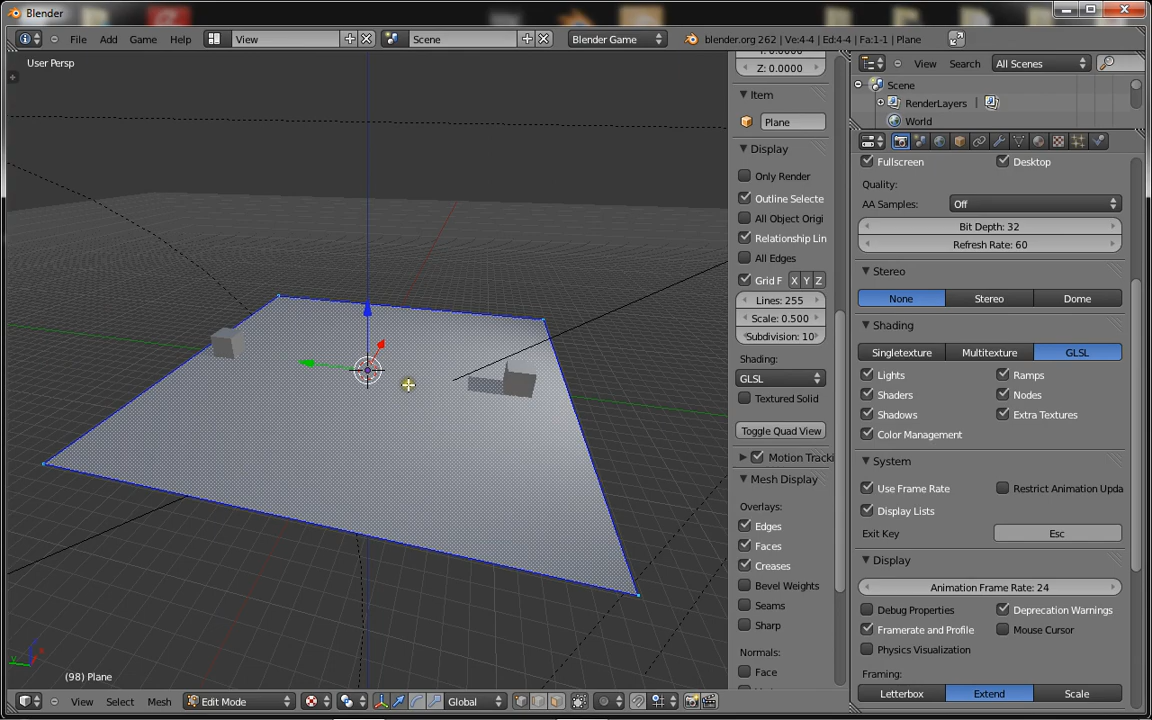 Blender
File Add Game Help View Scene Blender Game blender.org 262 | Ve:4-4 | Ed:4-4 | Fa:1-1 | Plane
User Persp
Z: 0.0000
Item
Plane
Display
Only Render
Outline Selecte
All Object Origi
Relationship Lin
All Edges
Grid F X Y Z
Lines: 255
Scale: 0.500
Subdivision: 10
Shading:
GLSL
Textured Solid
Toggle Quad View
Motion Tracki
Mesh Display
Overlays:
Edges
Faces
Creases
Bevel Weights
Seams
Sharp
Normals:
Face
View Search All Scenes
Scene
RenderLayers |
World
Fullscreen Desktop
Quality:
AA Samples: Off
Bit Depth: 32
Refresh Rate: 60
Stereo
None Stereo Dome
Shading
Singletexture Multitexture GLSL
Lights Ramps
Shaders Nodes
Shadows Extra Textures
Color Management
System
Use Frame Rate Restrict Animation Upda
Display Lists
Exit Key Esc
Display
Animation Frame Rate: 24
Debug Properties Deprecation Warnings
Framerate and Profile Mouse Cursor
Physics Visualization
Framing:
Letterbox Extend Scale
(98) Plane
View Select Mesh Edit Mode Global